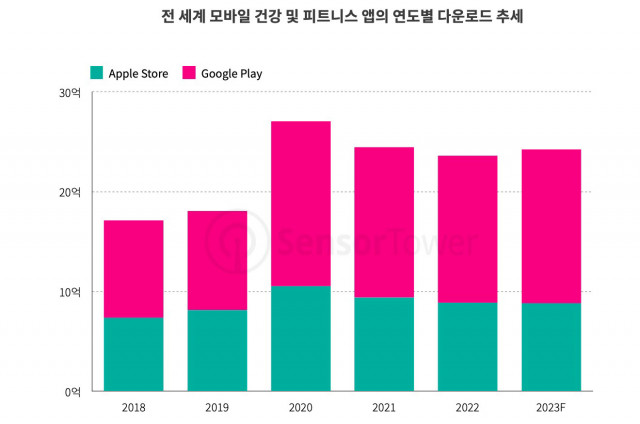 전 세계 모바일 건강 및 피트니스 앱의 연도별 다운로드 추세
Apple Store Google Play
30억
20억
10억
0억
SensorTower
2018 2019 2020 2021 2022 2023F